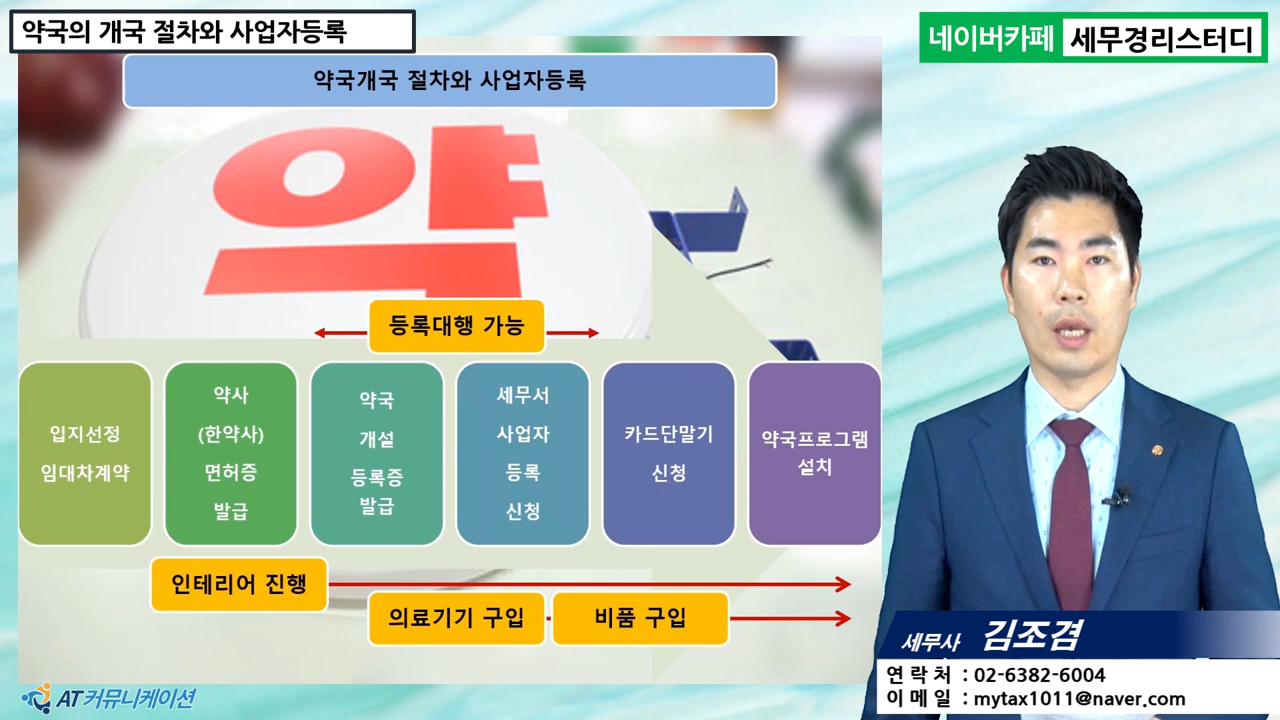 약국의 개국 절차와 사업자등록
네이버카페 세무경리스터디
약국개국 절차와 사업자등록
약
등록대행 가능
입지선정
임대차계약
약사
(한약사)
면허증
발급
약국
개설
등록증
발급
세무서
사업자
등록
신청
카드단말기
신청
약국프로그램
설치
인테리어 진행
의료기기 구입
비품 구입
세무사 김조겸
연 락 처 : 02-6382-6004
이 메 일 : mytax1011@naver.com
AT커뮤니케이션